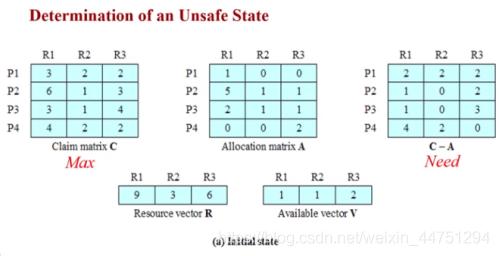 Determination of an Unsafe State
R1 R2 R3
P1 3 2 2
P2 6 1 3
P3 3 1 4
P4 4 2 2
Claim matrix C
Max
R1 R2 R3
P1 1 0 0
P2 5 1 1
P3 2 1 1
P4 0 0 2
Allocation matrix A
R1 R2 R3
P1 2 2 2
P2 1 0 2
P3 1 0 3
P4 4 2 0
C – A
Need
R1 R2 R3
9 3 6
Resource vector R
R1 R2 R3
1 1 2
Available vector V
(a) Initial state
https://blog.csdn.net/weixin_44751294